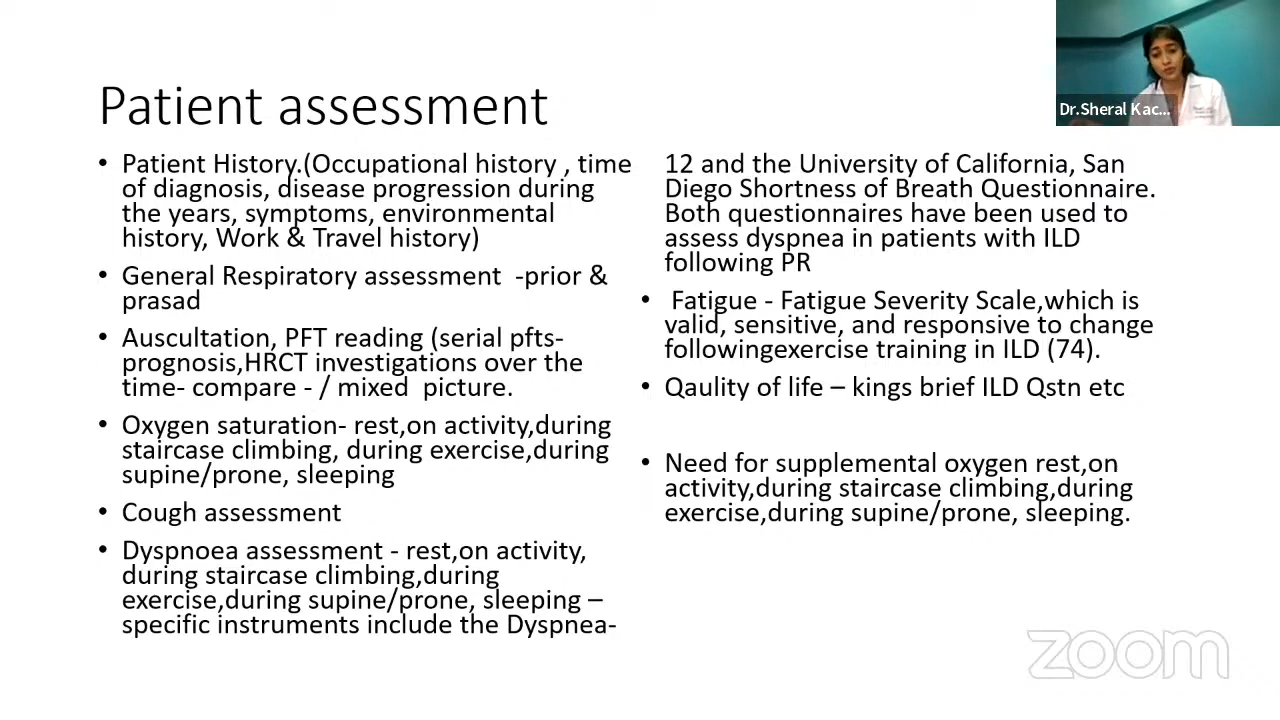 Patient assessment
• Patient History.(Occupational history , time
of diagnosis, disease progression during
the years, symptoms, environmental
history, Work & Travel history)
• General Respiratory assessment -prior &
prasad
• Auscultation, PFT reading (serial pfts-
prognosis,HRCT investigations over the
time- compare - / mixed picture.
• Oxygen saturation- rest,on activity,during
staircase climbing, during exercise,during
supine/prone, sleeping
• Cough assessment
• Dyspnoea assessment - rest,on activity,
during staircase climbing,during
exercise,during supine/prone, sleeping –
specific instruments include the Dyspnea-
12 and the University of California, San
Diego Shortness of Breath Questionnaire.
Both questionnaires have been used to
assess dyspnea in patients with ILD
following PR
• Fatigue - Fatigue Severity Scale,which is
valid, sensitive, and responsive to change
followingexercise training in ILD (74).
• Qaulity of life – kings brief ILD Qstn etc
• Need for supplemental oxygen rest,on
activity,during staircase climbing,during
exercise,during supine/prone, sleeping.
Dr.Sheral Kac...
zoom